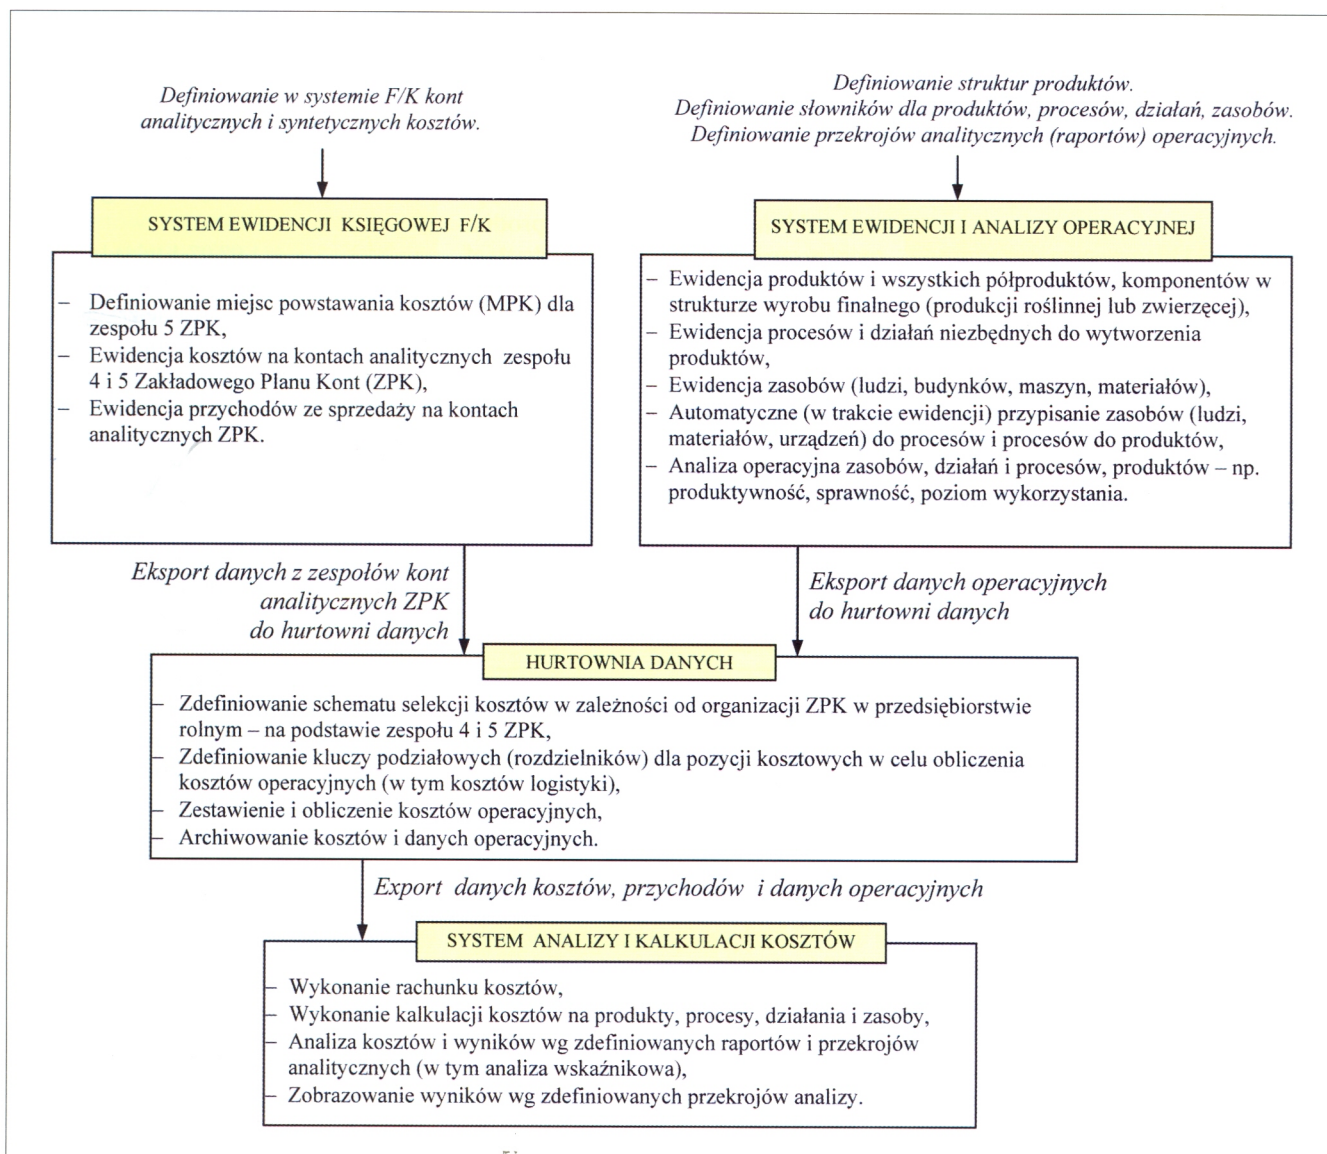 Definiowanie w systemie F/K kont
analitycznych i syntetycznych kosztów.
Definiowanie struktur produktów.
Definiowanie słowników dla produktów, procesów, działań, zasobów.
Definiowanie przekrojów analitycznych (raportów) operacyjnych.
SYSTEM EWIDENCJI KSIĘGOWEJ F/K
– Definiowanie miejsc powstawania kosztów (MPK) dla
zespołu 5 ZPK,
– Ewidencja kosztów na kontach analitycznych zespołu
4 i 5 Zakładowego Planu Kont (ZPK),
– Ewidencja przychodów ze sprzedaży na kontach
analitycznych ZPK.
SYSTEM EWIDENCJI I ANALIZY OPERACYJNEJ
– Ewidencja produktów i wszystkich półproduktów, komponentów w
strukturze wyrobu finalnego (produkcji roślinnej lub zwierzęcej),
– Ewidencja procesów i działań niezbędnych do wytworzenia
produktów,
– Ewidencja zasobów (ludzi, budynków, maszyn, materiałów),
– Automatyczne (w trakcie ewidencji) przypisanie zasobów (ludzi,
materiałów, urządzeń) do procesów i procesów do produktów,
– Analiza operacyjna zasobów, działań i procesów, produktów – np.
produktywność, sprawność, poziom wykorzystania.
Eksport danych z zespołów kont
analitycznych ZPK
do hurtowni danych
Eksport danych operacyjnych
do hurtowni danych
HURTOWNIA DANYCH
– Zdefiniowanie schematu selekcji kosztów w zależności od organizacji ZPK w przedsiębiorstwie
rolnym – na podstawie zespołu 4 i 5 ZPK,
– Zdefiniowanie kluczy podziałowych (rozdzielników) dla pozycji kosztowych w celu obliczenia
kosztów operacyjnych (w tym kosztów logistyki),
– Zestawienie i obliczenie kosztów operacyjnych,
– Archiwowanie kosztów i danych operacyjnych.
Export danych kosztów, przychodów i danych operacyjnych
SYSTEM ANALIZY I KALKULACJI KOSZTÓW
– Wykonanie rachunku kosztów,
– Wykonanie kalkulacji kosztów na produkty, procesy, działania i zasoby,
– Analiza kosztów i wyników wg zdefiniowanych raportów i przekrojów
analitycznych (w tym analiza wskaźnikowa),
– Zobrazowanie wyników wg zdefiniowanych przekrojów analizy.